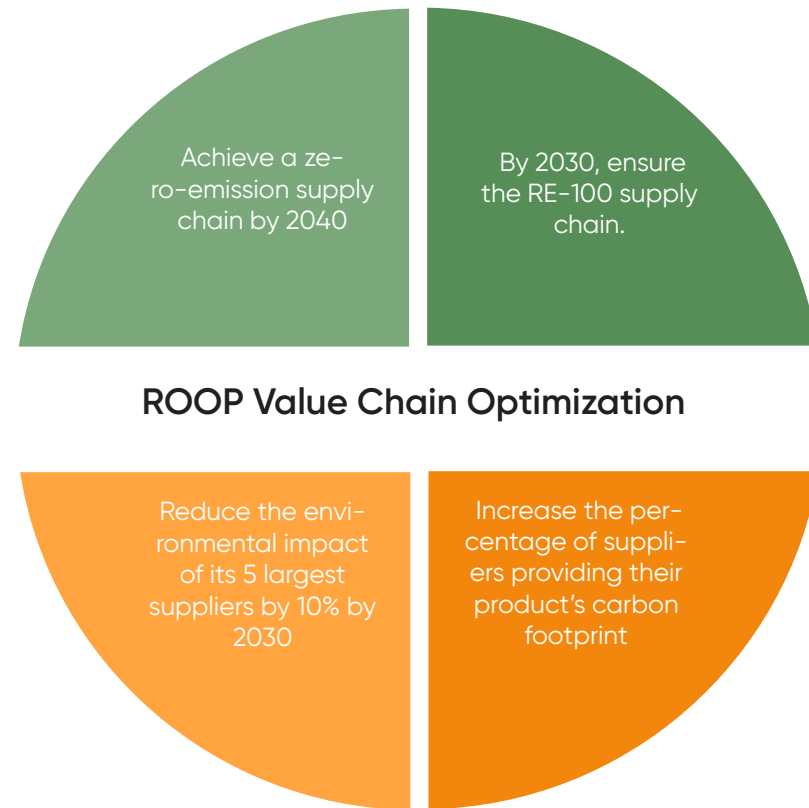 Achieve a ze-
ro-emission supply
chain by 2040
By 2030, ensure
the RE-100 supply
chain.
ROOP Value Chain Optimization
Reduce the envi-
ronmental impact
of its 5 largest
suppliers by 10% by
2030
Increase the per-
centage of suppli-
ers providing their
product's carbon
footprint